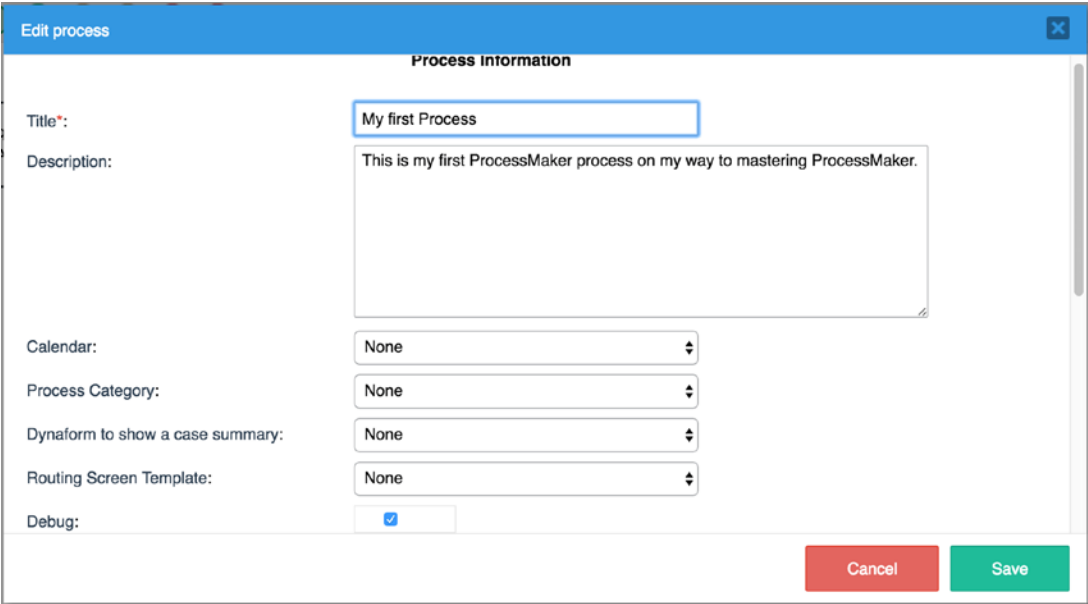 Edit process
Process Information
Title*:
My first Process
Description:
This is my first ProcessMaker process on my way to mastering ProcessMaker.
Calendar:
None
Process Category:
None
Dynaform to show a case summary:
None
Routing Screen Template:
None
Debug:
Cancel
Save